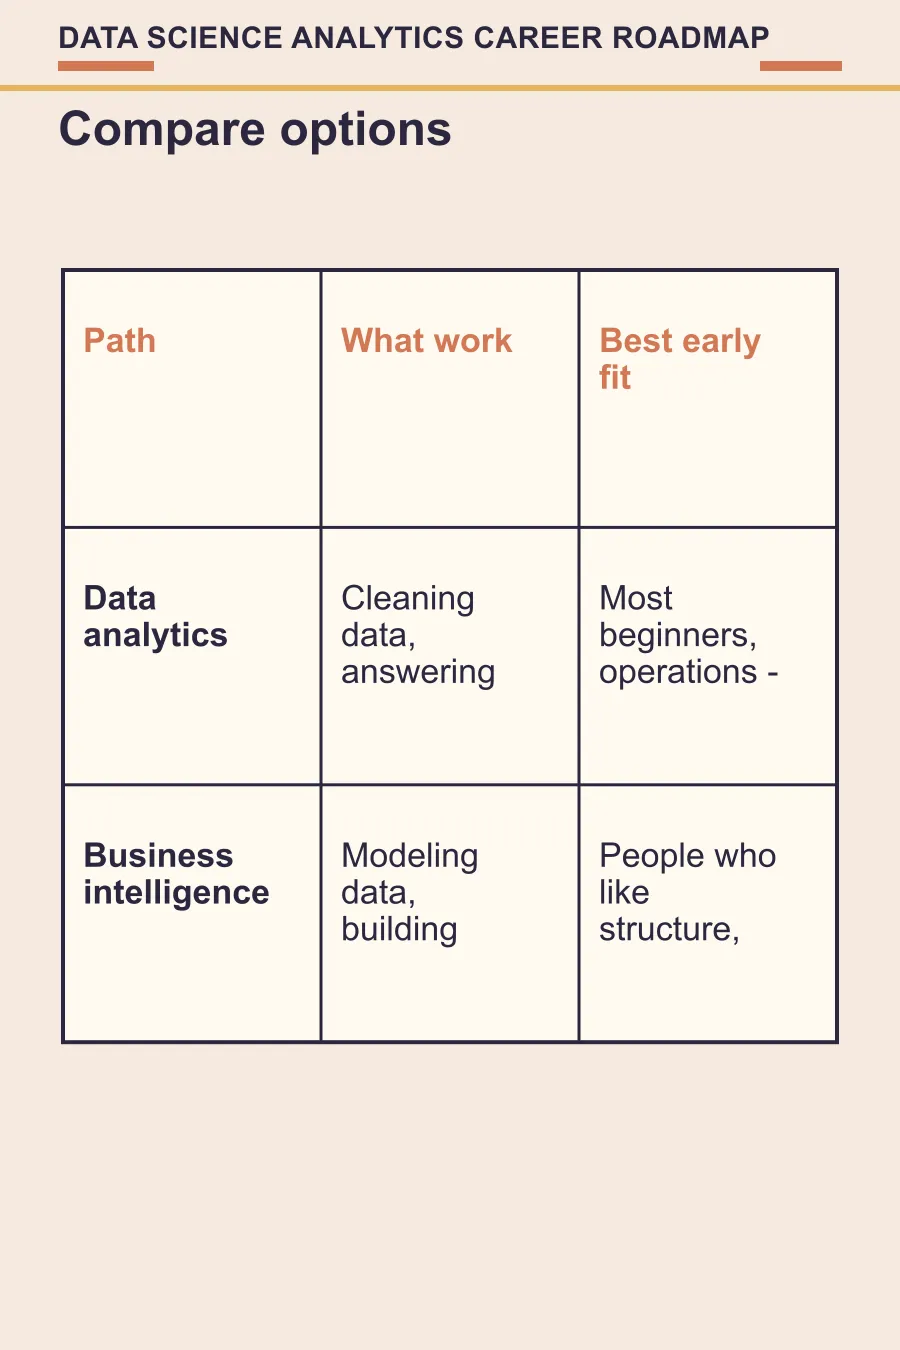 DATA SCIENCE ANALYTICS CAREER ROADMAP
Compare options
Path
What work
Best early
fit
Data
analytics
Cleaning
data,
answering
Most
beginners,
operations -
Business
intelligence
Modeling
data,
building
People who
like
structure,